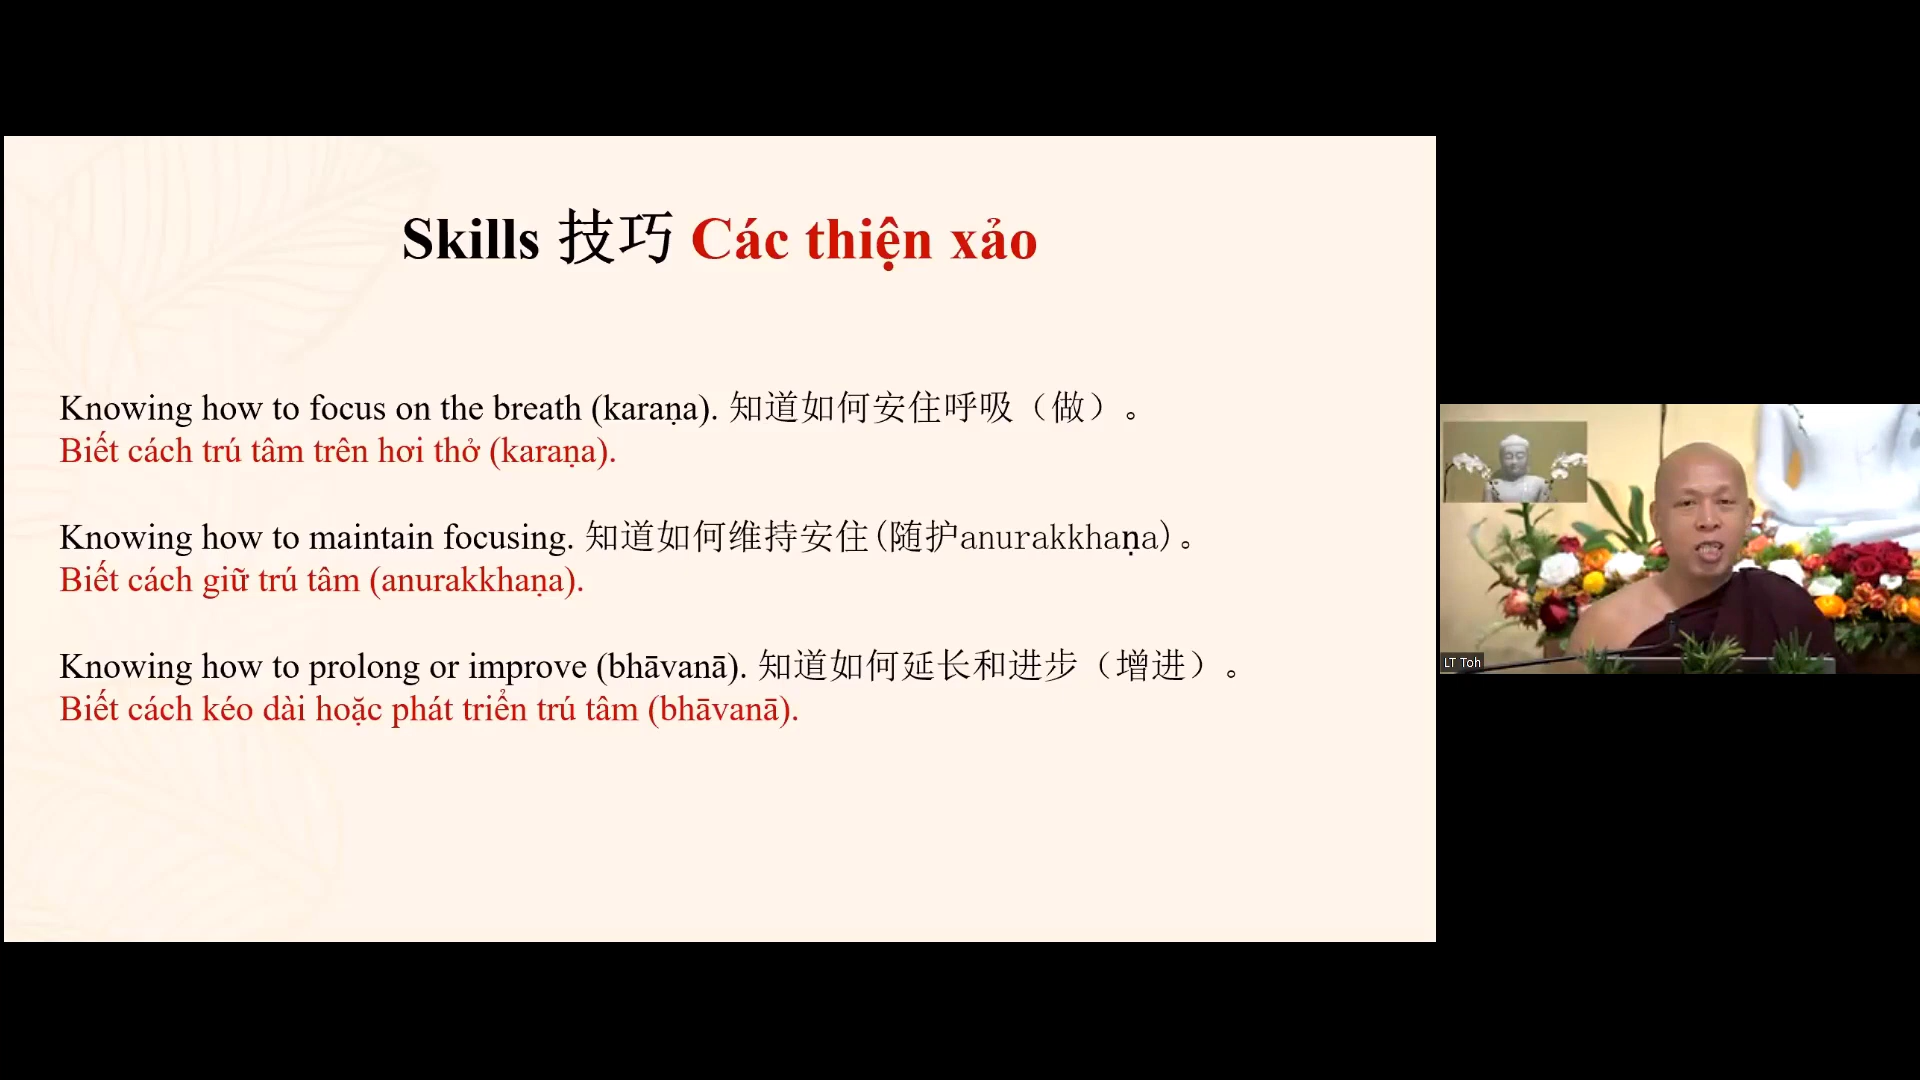 Skills 技巧 Các thiện xảo
Knowing how to focus on the breath (karaṇa). 知道如何安住呼吸（做）。
Biết cách trú tâm trên hơi thở (karaṇa).
Knowing how to maintain focusing. 知道如何维持安住(随护anurakkhaṇa)。
Biết cách giữ trú tâm (anurakkhaṇa).
Knowing how to prolong or improve (bhāvanā). 知道如何延长和进步（增进）。
Biết cách kéo dài hoặc phát triển trú tâm (bhāvanā).
LT Toh